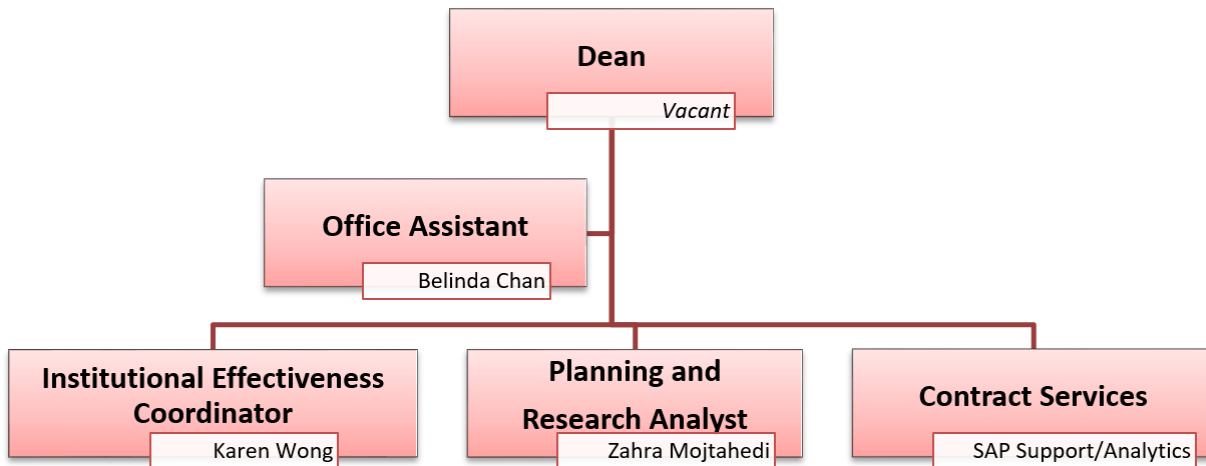 Dean
Vacant
Office Assistant
Belinda Chan
Institutional Effectiveness
Coordinator
Karen Wong
Planning and
Research Analyst
Zahra Mojtahedi
Contract Services
SAP Support/Analytics